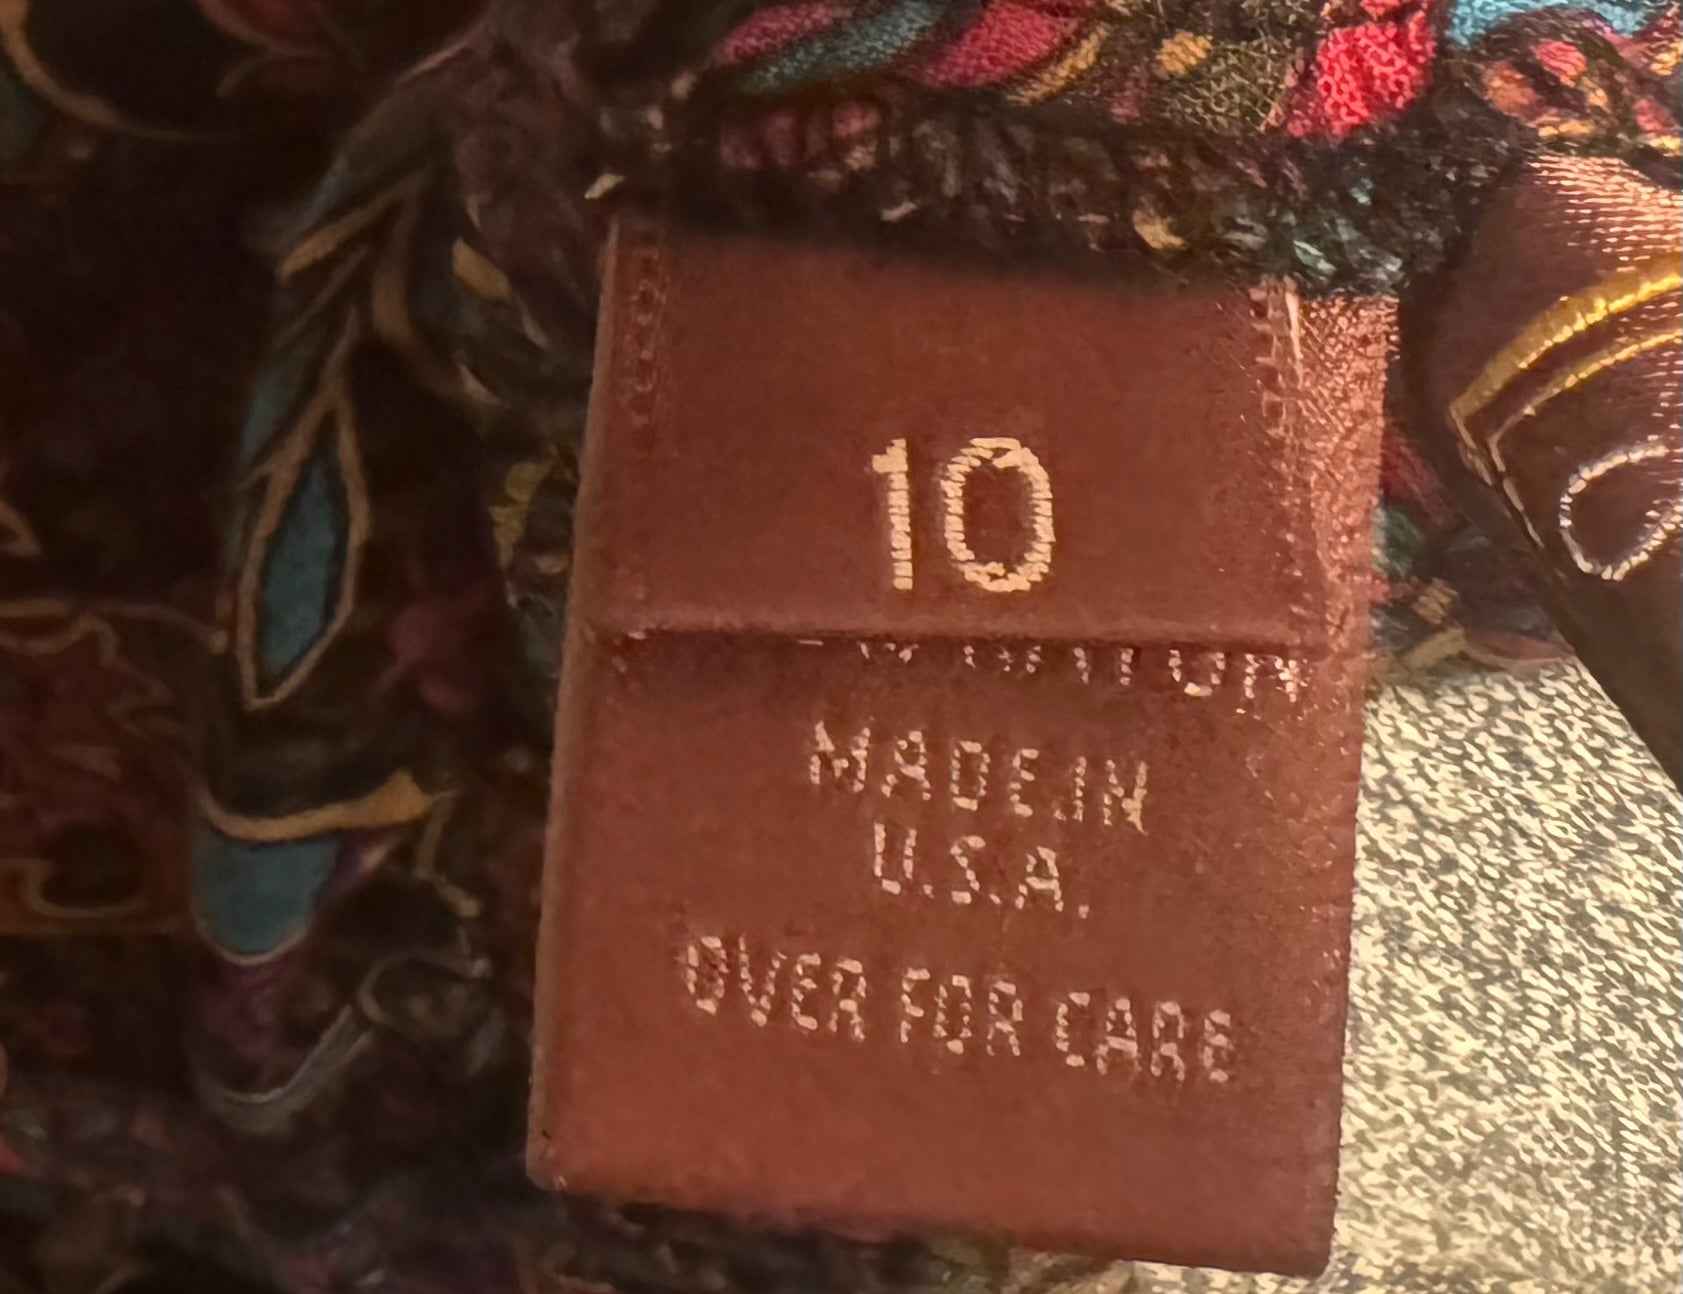 10
MADE IN
U.S.A.
OVER FOR CARE